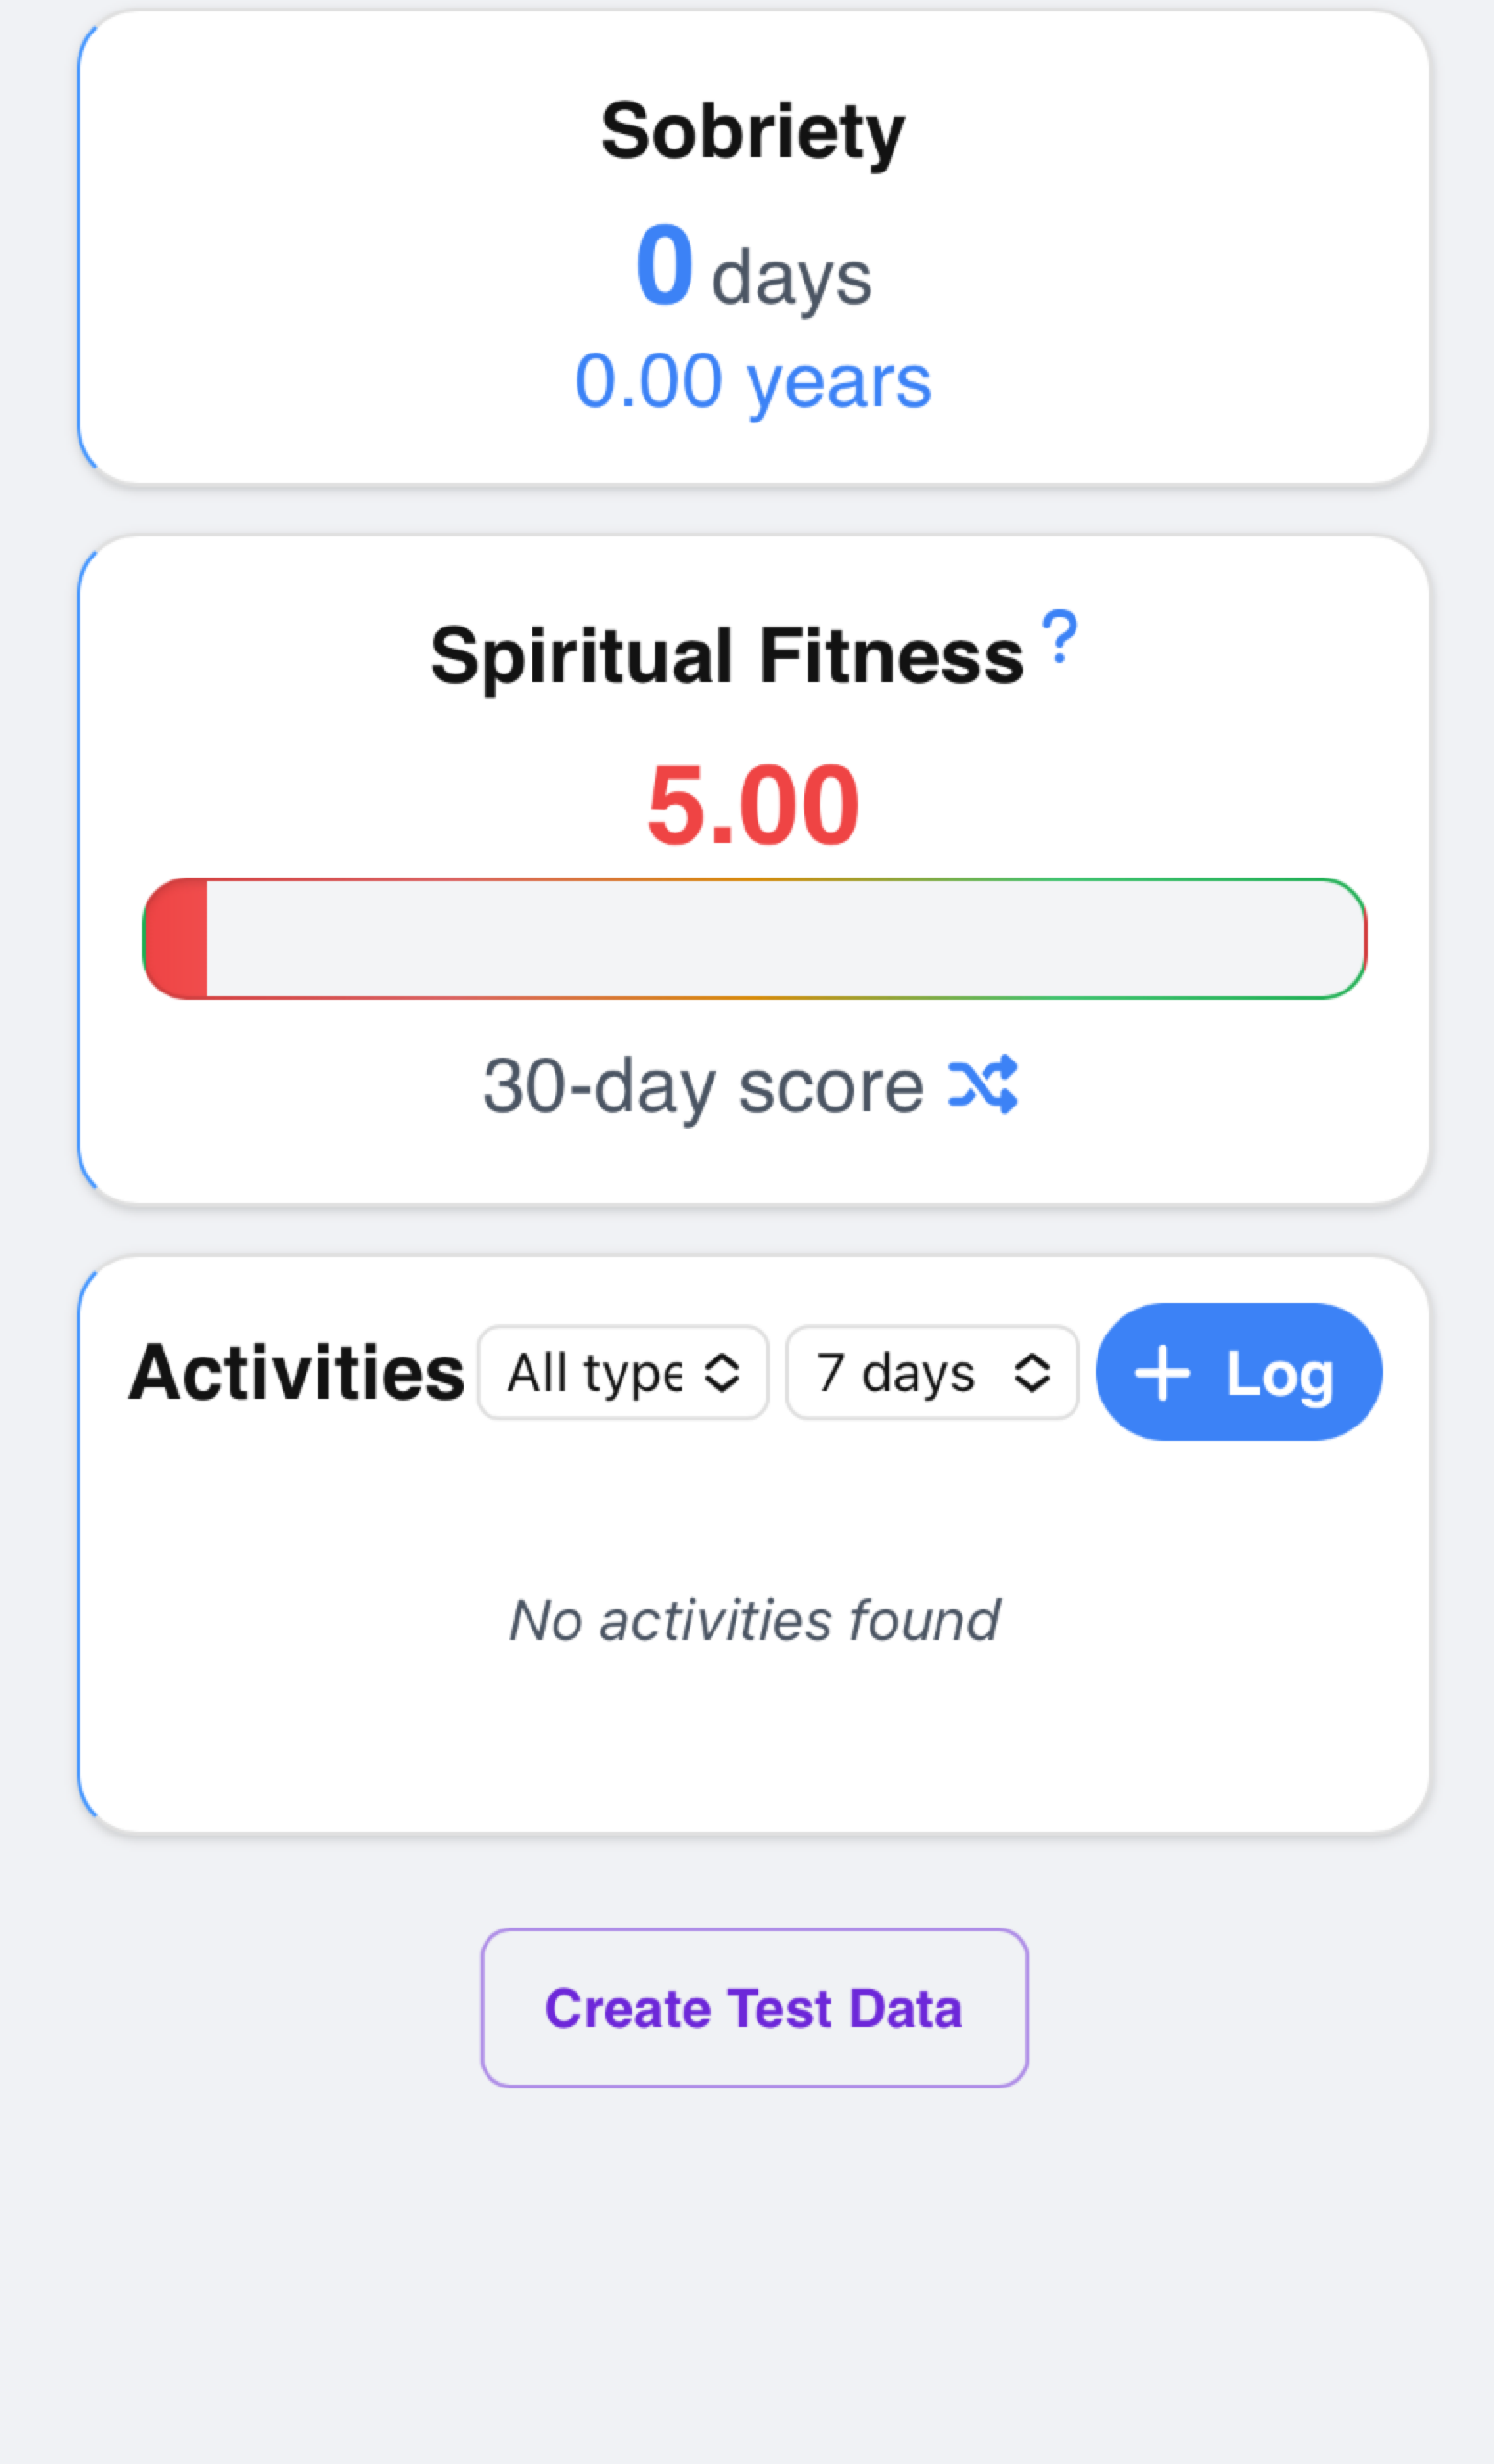 Sobriety
0 days
0.00 years
Spiritual Fitness ?
5.00
30-day score
Activities All type 7 days + Log
No activities found
Create Test Data